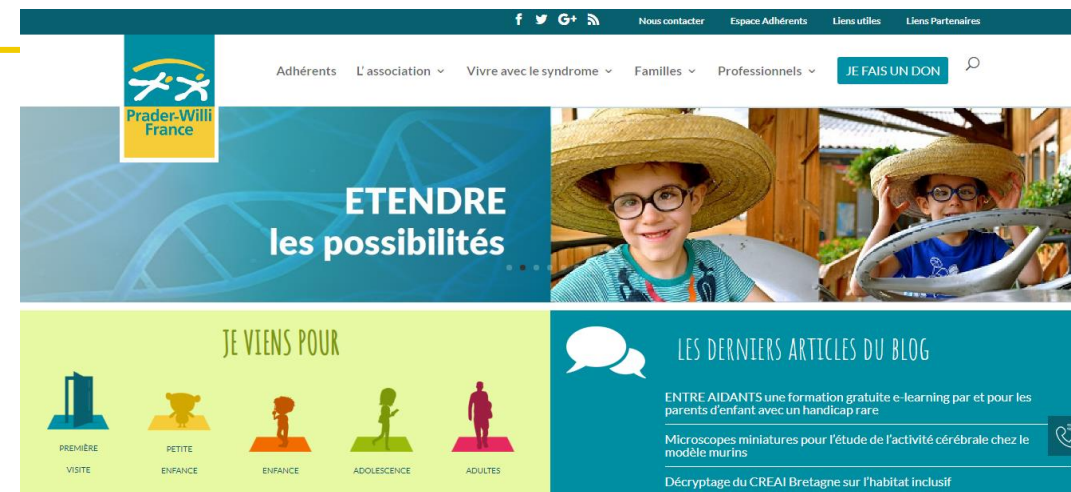 Nous contacter Espace Adhérents Liens utiles Liens Partenaires
Prader-Willi
France
Adhérents L' association Vivre avec le syndrome Familles Professionnels JE FAIS UN DON
ETENDRE
les possibilités
JE VIENS POUR
PREMIÈRE
VISITE
PETITE
ENFANCE
ENFANCE
ADOLESCENCE
ADULTES
LES DERNIERS ARTICLES DU BLOG
ENTRE AIDANTS une formation gratuite e-learning par et pour les
parents d'enfant avec un handicap rare
Microscopes miniatures pour l'étude de l'activité cérébrale chez le
modèle murins
Décryptage du CREAI Bretagne sur l'habitat inclusif